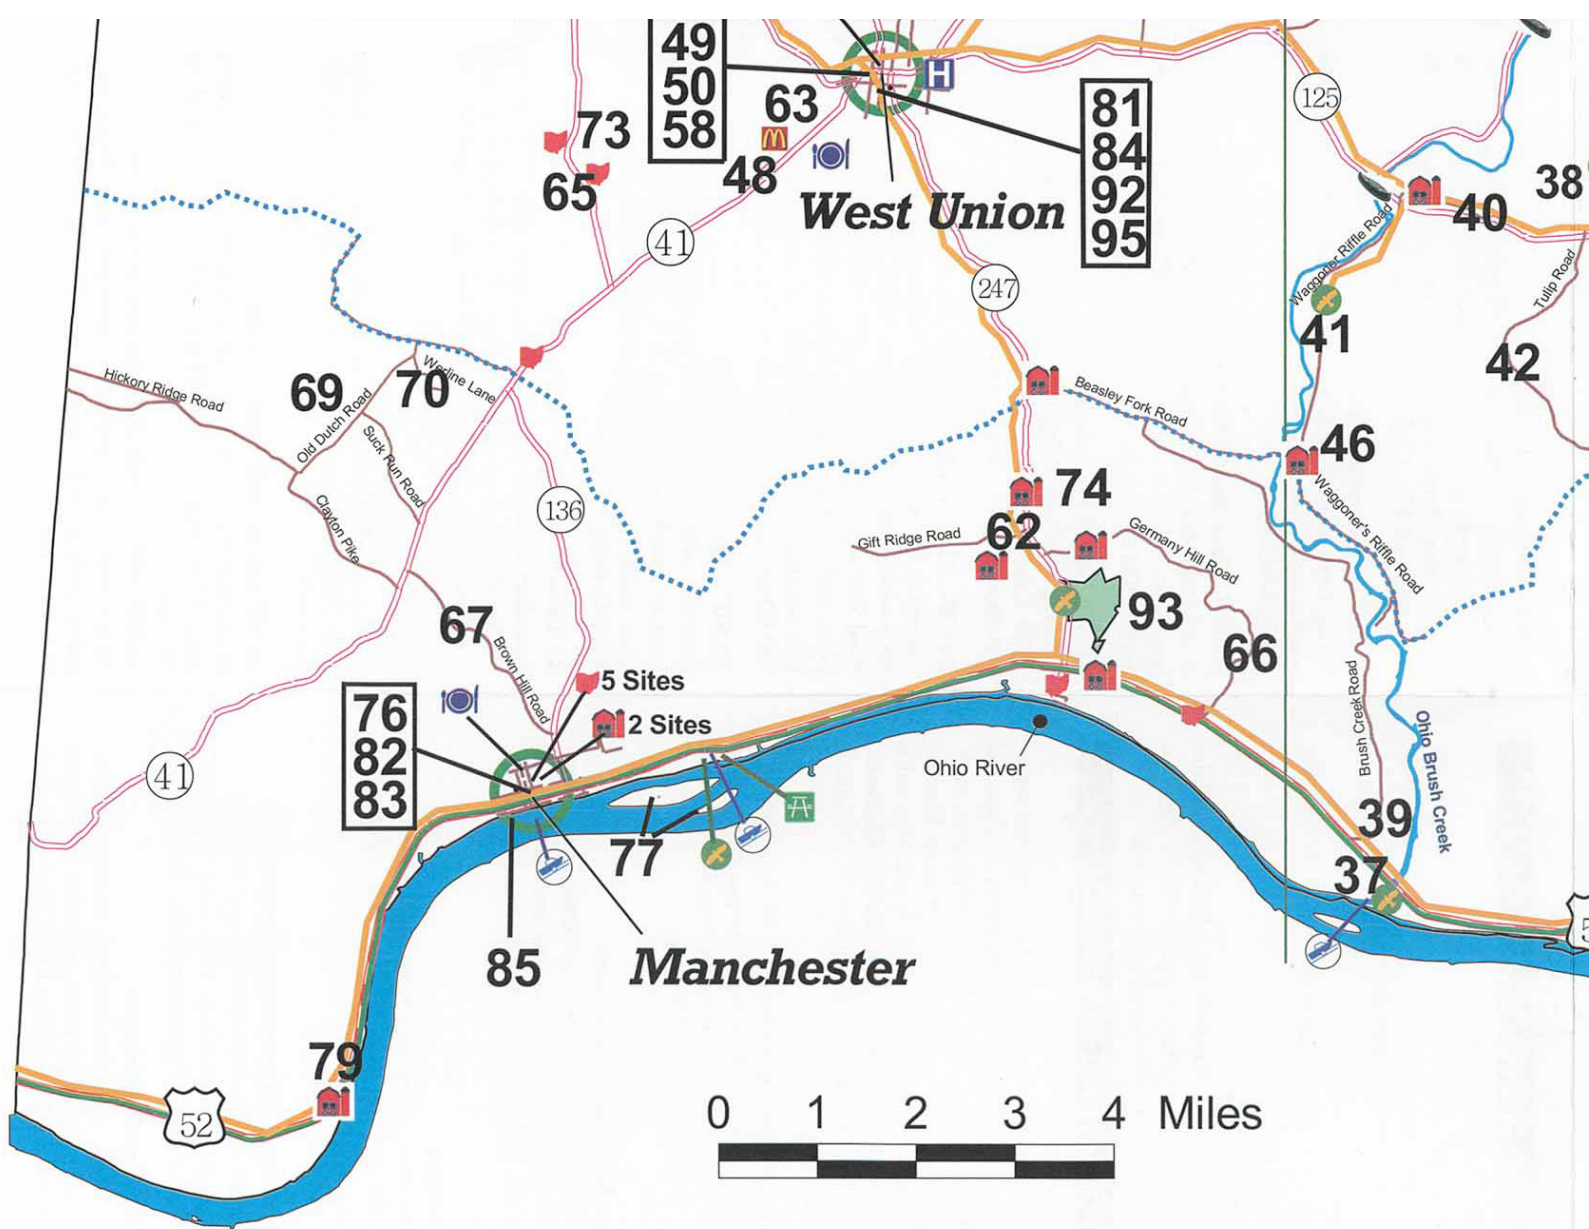 49
50
58
H
63
48
73
65
81
84
92
95
125
38
40
West Union
41
247
Waggoner Riffle Road
Tulip Road
41
42
Hickory Ridge Road
69
70
Werline Lane
Old Dutch Road
Suck Run Road
Clayton Pike
136
Beasley Fork Road
46
Waggoner's Riffle Road
74
62
Gift Ridge Road
Germany Hill Road
93
66
67
Brown Hill Road
5 Sites
2 Sites
76
82
83
41
77
85
Manchester
Ohio River
Brush Creek Road
Ohio Brush Creek
39
37
79
52
0 1 2 3 4 Miles